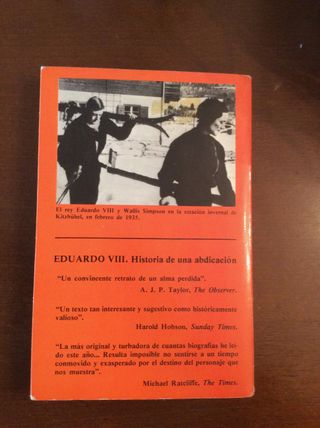 El rey Eduardo VIII y Wallis Simpson en la estación invernal de
Kitzbühel, en febrero de 1935.
EDUARDO VIII. Historia de una abdicación
"Un convincente retrato de un alma perdida".
A. J. P. Taylor, The Observer.
"Un texto tan interesante y sugestivo como históricamente
valioso".
Harold Hobson, Sunday Times.
"La más original y turbadora de cuantas biografías he leí-
do este año... Resulta imposible no sentirse a un tiempo
conmovido y exasperado por el destino del personaje que
nos muestra".
Michael Ratcliffe, The Times.